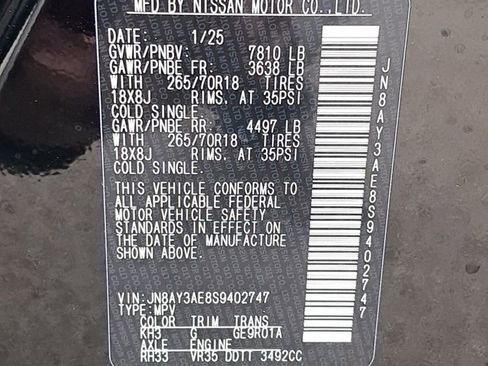 MFD BY NISSAN MOTOR CO., LTD.
DATE: 1/25
GVWR/PNBV: 7810 LB
GAWR/PNBE FR: 3638 LB
WITH 265/70R18 TIRES
18X8J RIMS, AT 35PSI
COLD SINGLE.
GAWR/PNBE RR: 4497 LB
WITH 265/70R18 TIRES
18X8J RIMS, AT 35PSI
COLD SINGLE.
THIS VEHICLE CONFORMS TO
ALL APPLICABLE FEDERAL
MOTOR VEHICLE SAFETY
STANDARDS IN EFFECT ON
THE DATE OF MANUFACTURE
SHOWN ABOVE.
VIN: JN8AY3AE8S9402747
TYPE: MPV
COLOR TRIM TRANS
KH3 G GE9R01A
AXLE ENGINE
RH33 VR35 DDTT 3492CC
JN8AY3AE8S9402747